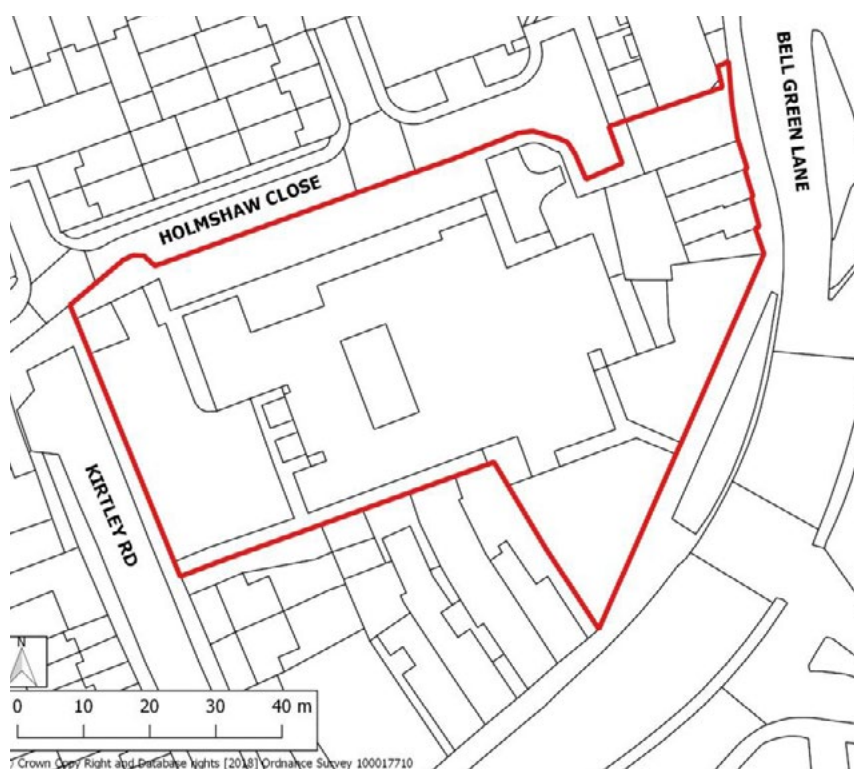 BELL GREEN LANE
HOLMSHAW CLOSE
KIRTLEY RD
N
0 10 20 30 40 m
Crown Copy Right and Database rights [2018] Ordnance Survey 100017710